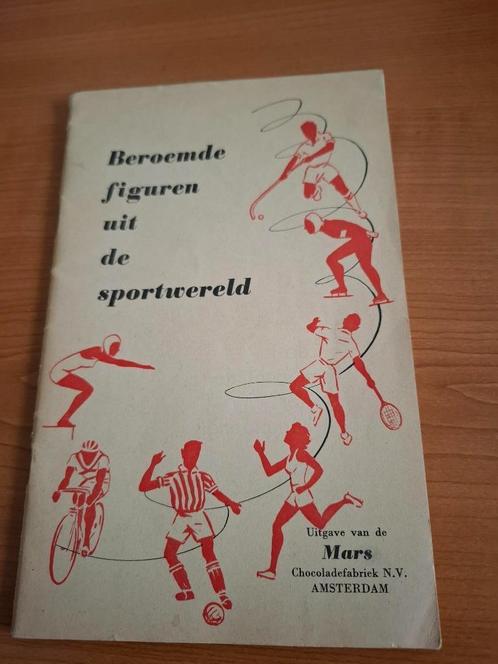 Beroemde
figuren
uit
de
sportwereld
Uitgave van de
Mars
Chocoladefabriek N.V.
AMSTERDAM